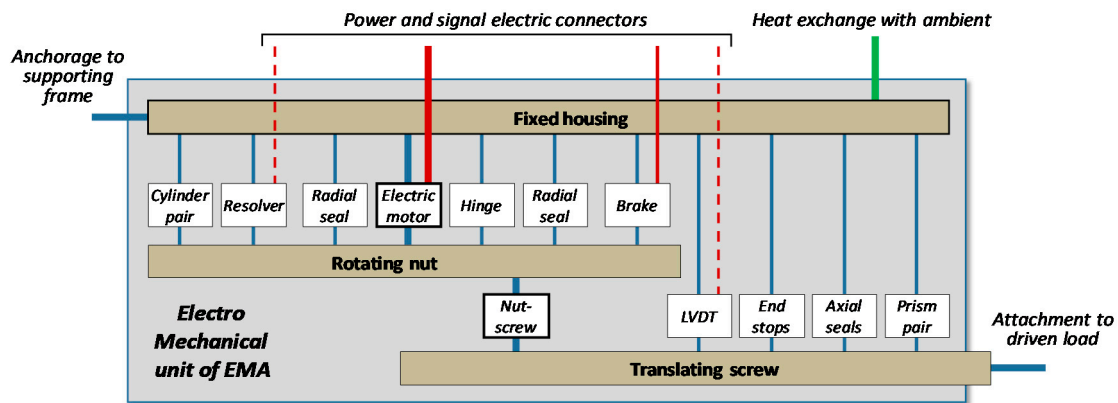 Power and signal electric connectors
Heat exchange with ambient
Anchorage to
supporting
frame
Fixed housing
Cylinder
pair
Resolver
Radial
seal
Electric
motor
Hinge
Radial
seal
Brake
Rotating nut
Electro
Mechanical
unit of EMA
Nut-
screw
LVDT
End
stops
Axial
seals
Prism
pair
Attachment to
driven load
Translating screw